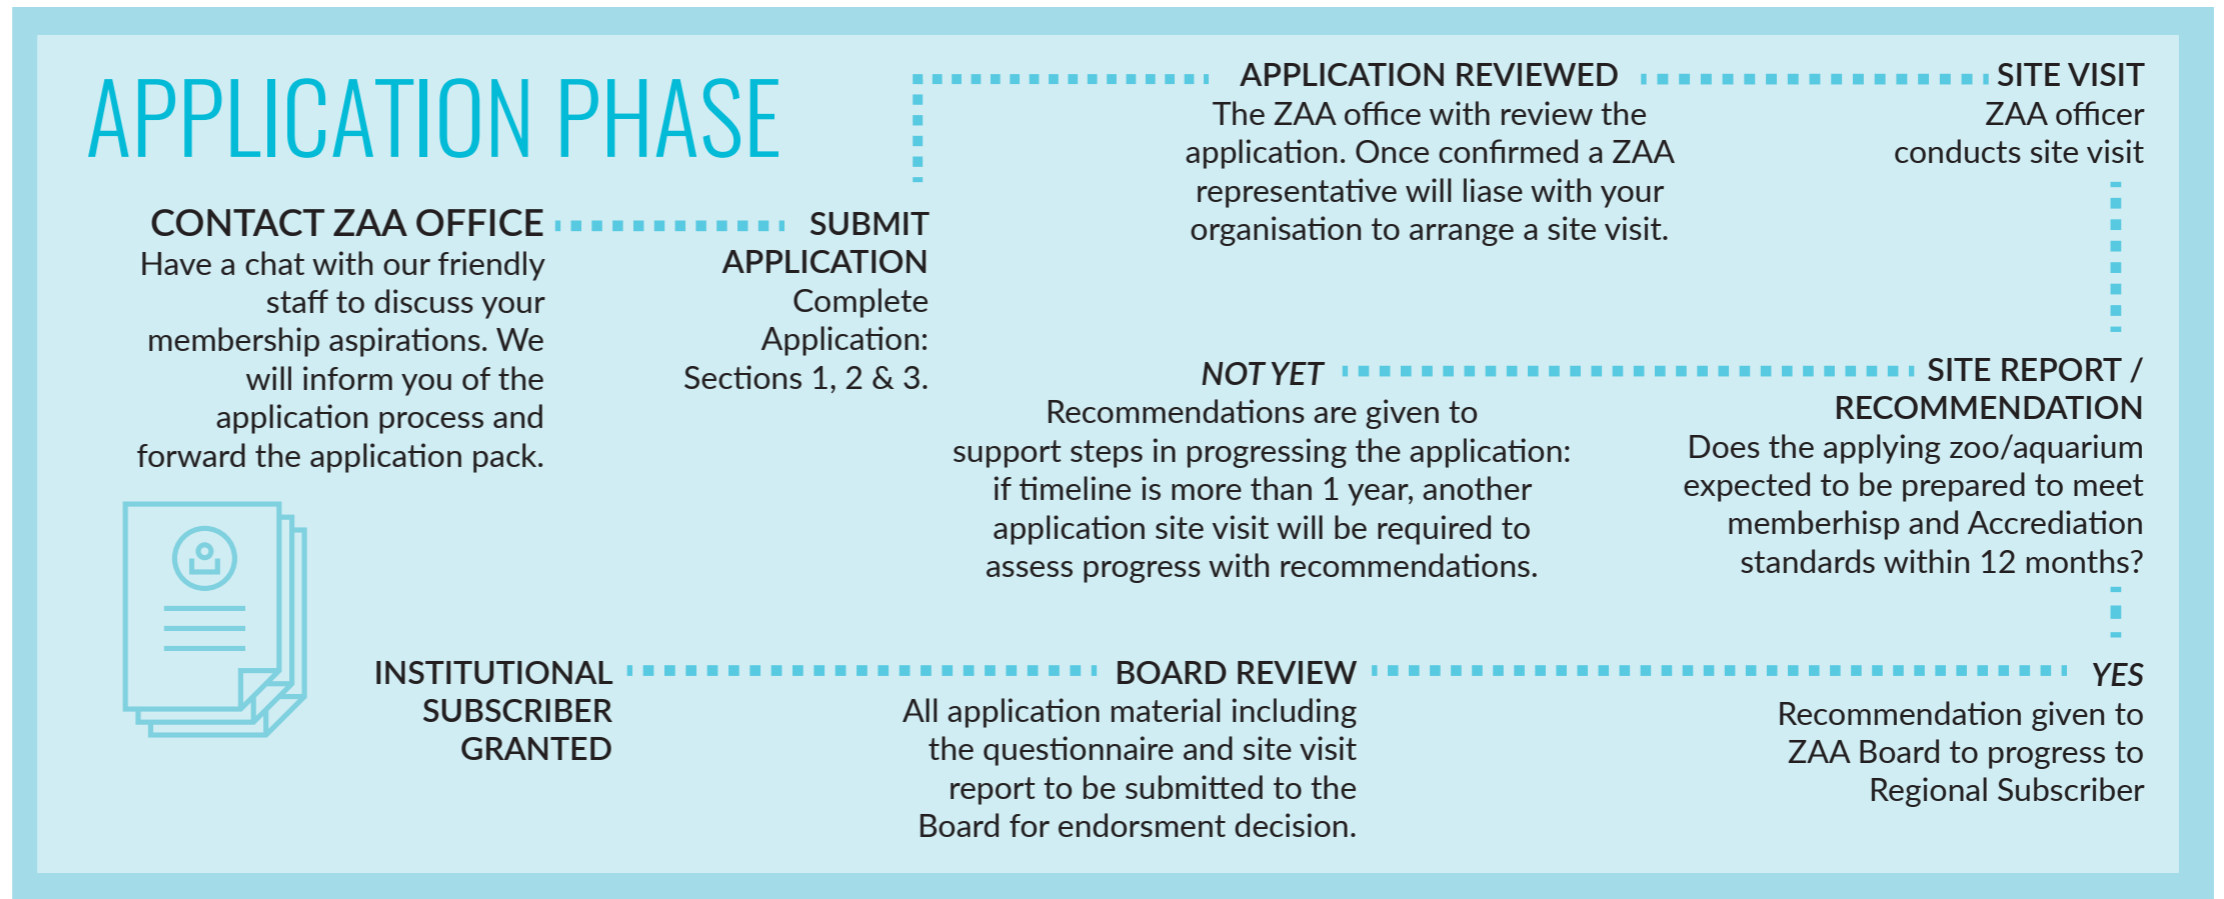 APPLICATION PHASE
CONTACT ZAA OFFICE
Have a chat with our friendly
staff to discuss your
membership aspirations. We
will inform you of the
application process and
forward the application pack.
SUBMIT
APPLICATION
Complete
Application:
Sections 1, 2 & 3.
APPLICATION REVIEWED
The ZAA office with review the
application. Once confirmed a ZAA
representative will liase with your
organisation to arrange a site visit.
SITE VISIT
ZAA officer
conducts site visit
SITE REPORT /
RECOMMENDATION
Does the applying zoo/aquarium
expected to be prepared to meet
memberhisp and Accrediation
standards within 12 months?
NOT YET
Recommendations are given to
support steps in progressing the application:
if timeline is more than 1 year, another
application site visit will be required to
assess progress with recommendations.
YES
Recommendation given to
ZAA Board to progress to
Regional Subscriber
BOARD REVIEW
All application material including
the questionnaire and site visit
report to be submitted to the
Board for endorsment decision.
INSTITUTIONAL
SUBSCRIBER
GRANTED